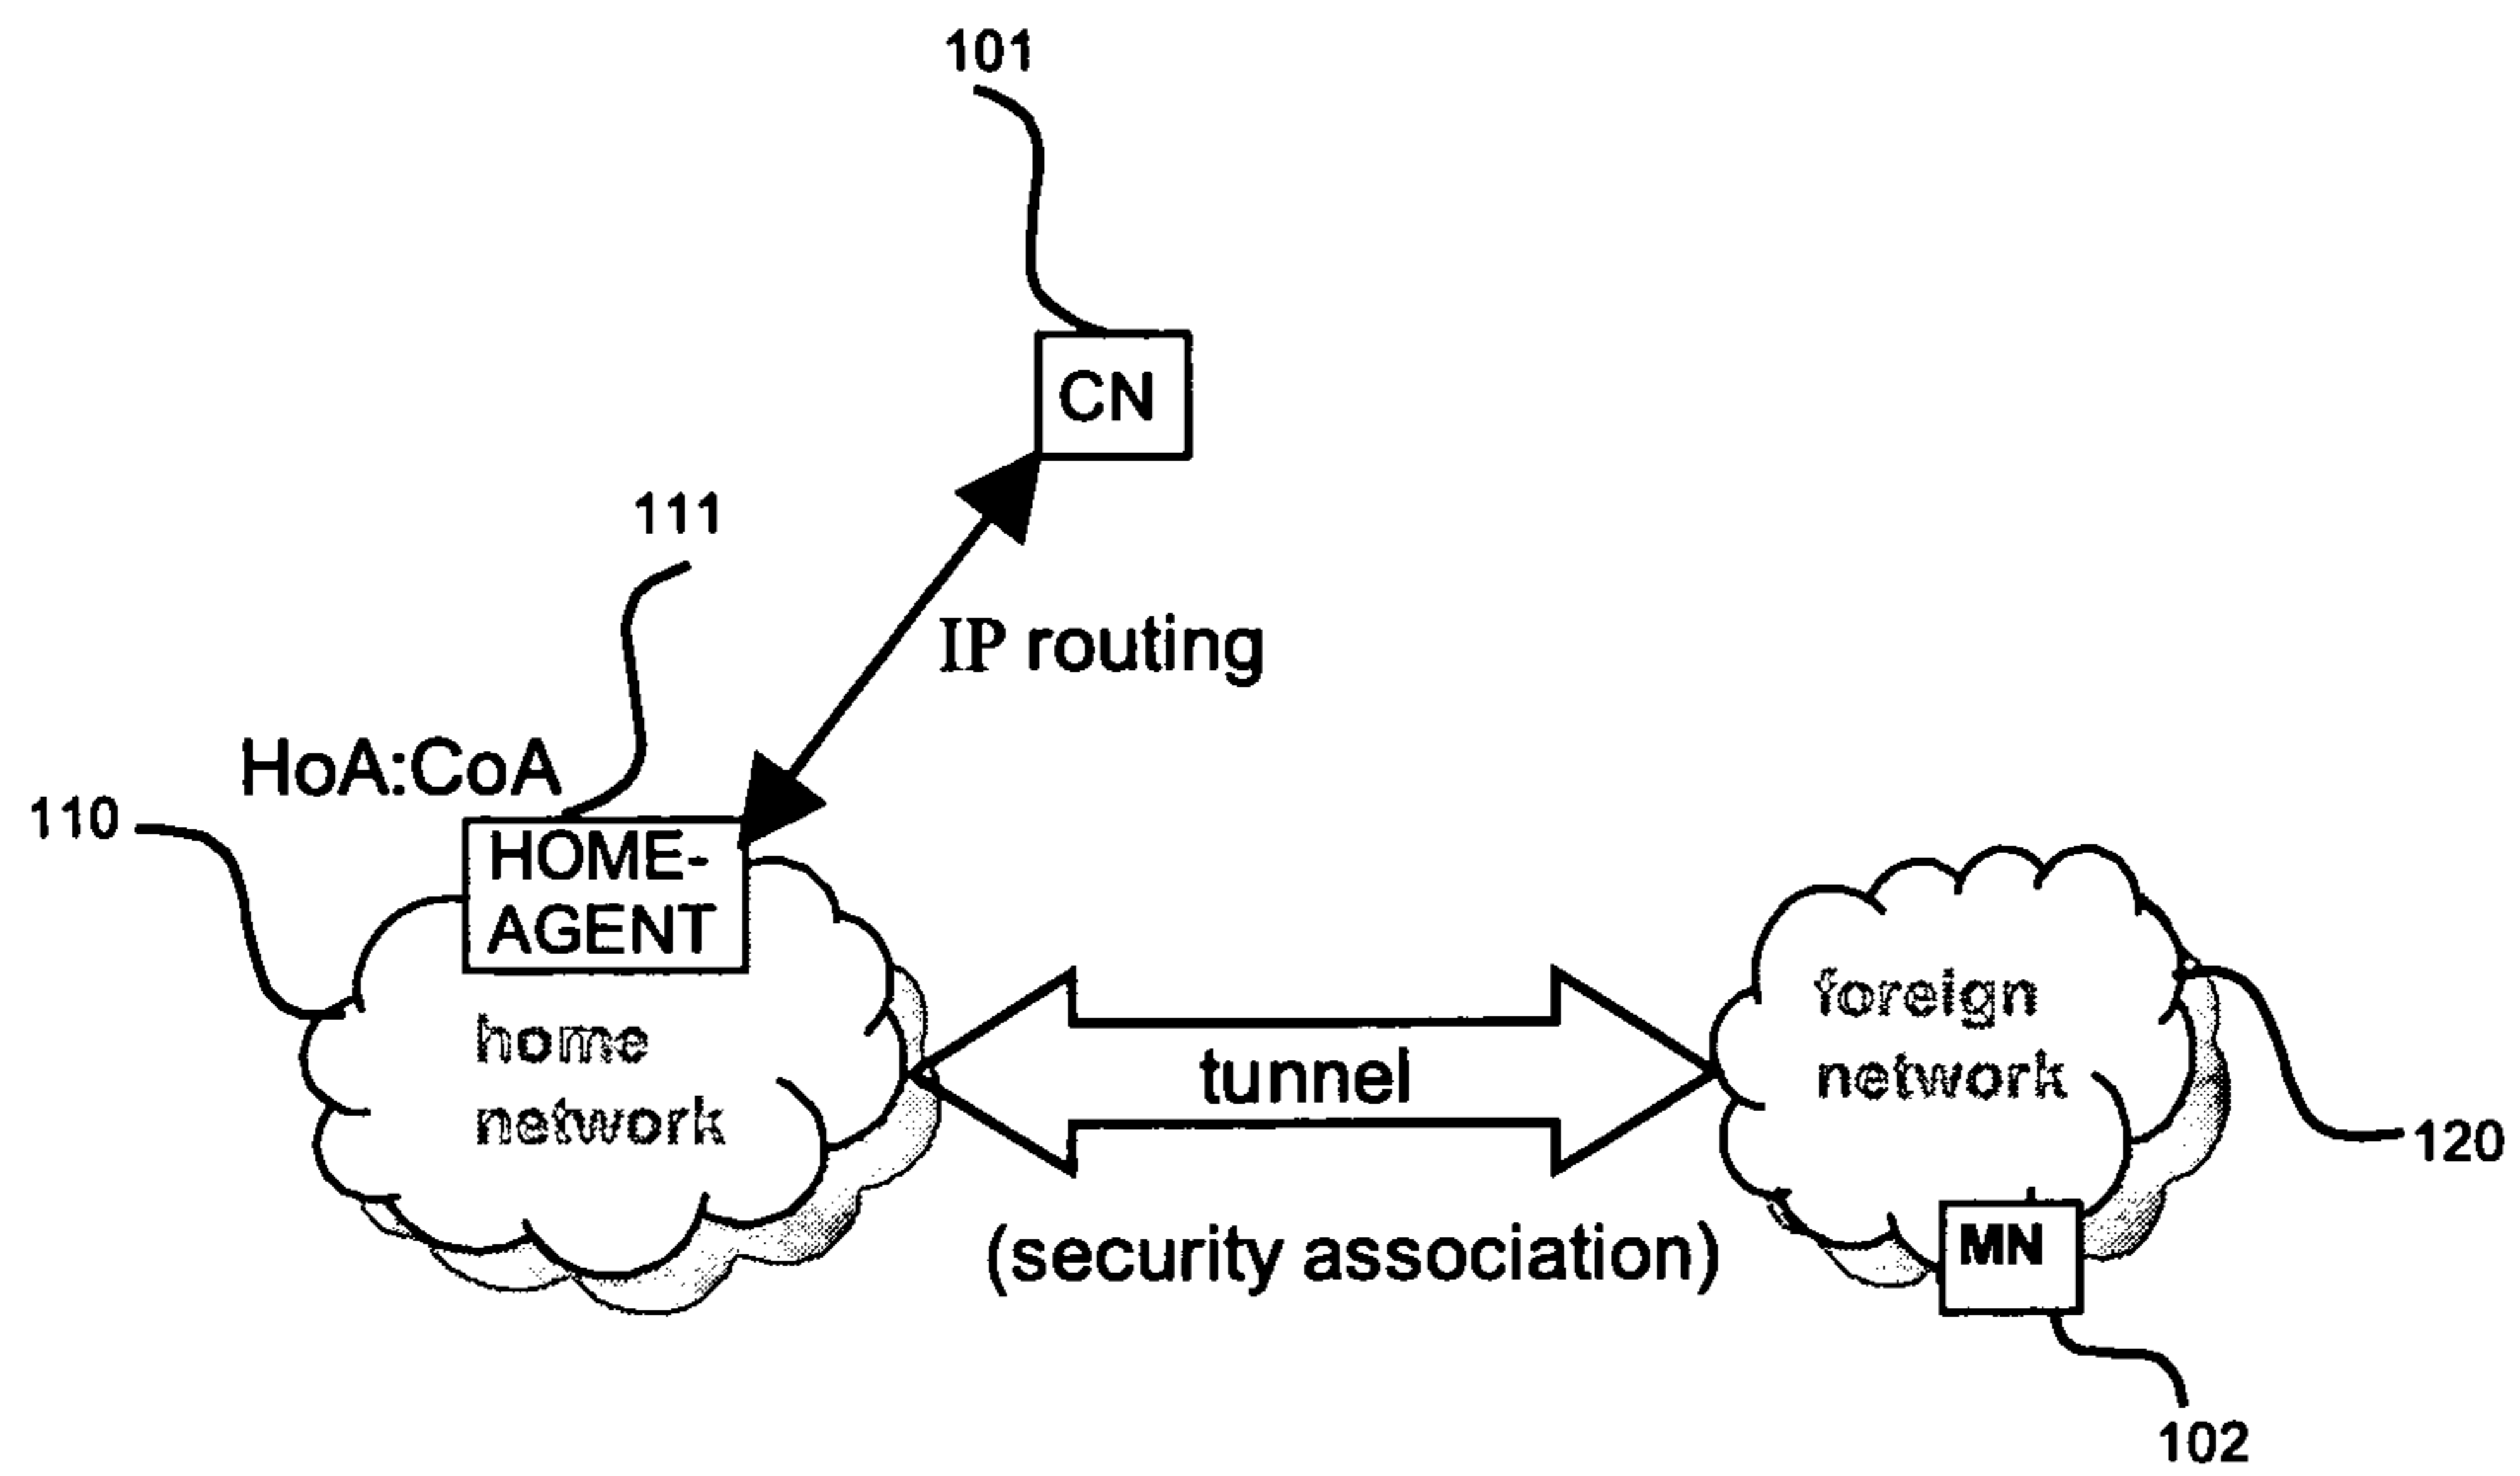 101
CN
111
IP routing
HoA:CoA
110
HOME-
AGENT
home
network
foreign
network
tunnel
120
(security association)
MN
102